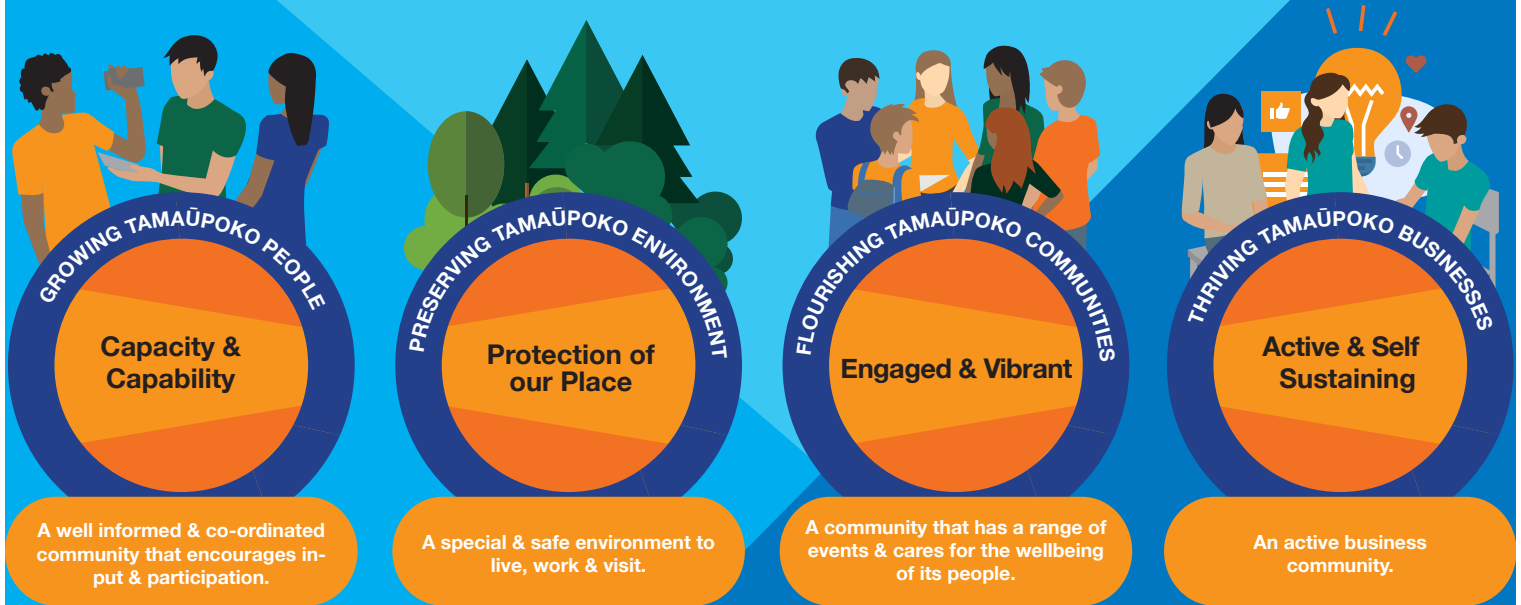 GROWING TAMAŪPOKO PEOPLE
Capacity &
Capability
A well informed & co-ordinated
community that encourages in-
put & participation.
PRESERVING TAMAŪPOKO ENVIRONMENT
Protection of
our Place
A special & safe environment to
live, work & visit.
FLOURISHING TAMAŪPOKO COMMUNITIES
Engaged & Vibrant
A community that has a range of
events & cares for the wellbeing
of its people.
THRIVING TAMAŪPOKO BUSINESSES
Active & Self
Sustaining
An active business
community.